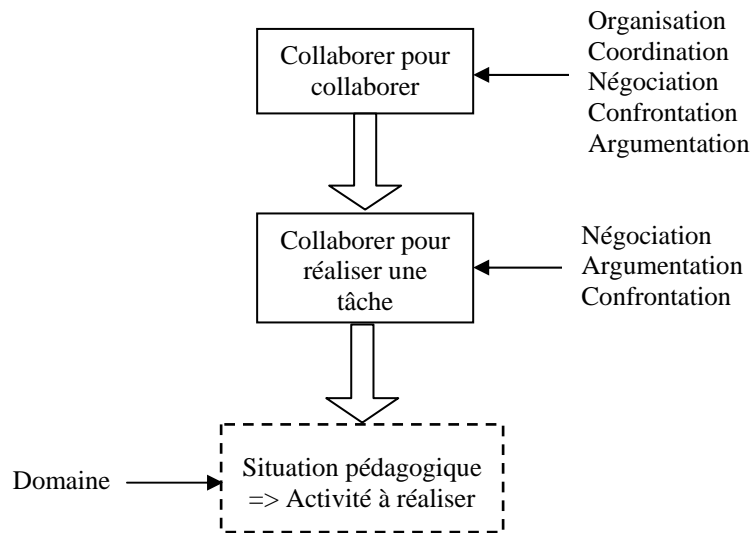 Collaborer pour
collaborer
Organisation
Coordination
Négociation
Confrontation
Argumentation
Collaborer pour
réaliser une
tâche
Négociation
Argumentation
Confrontation
Domaine
Situation pédagogique
=> Activité à réaliser